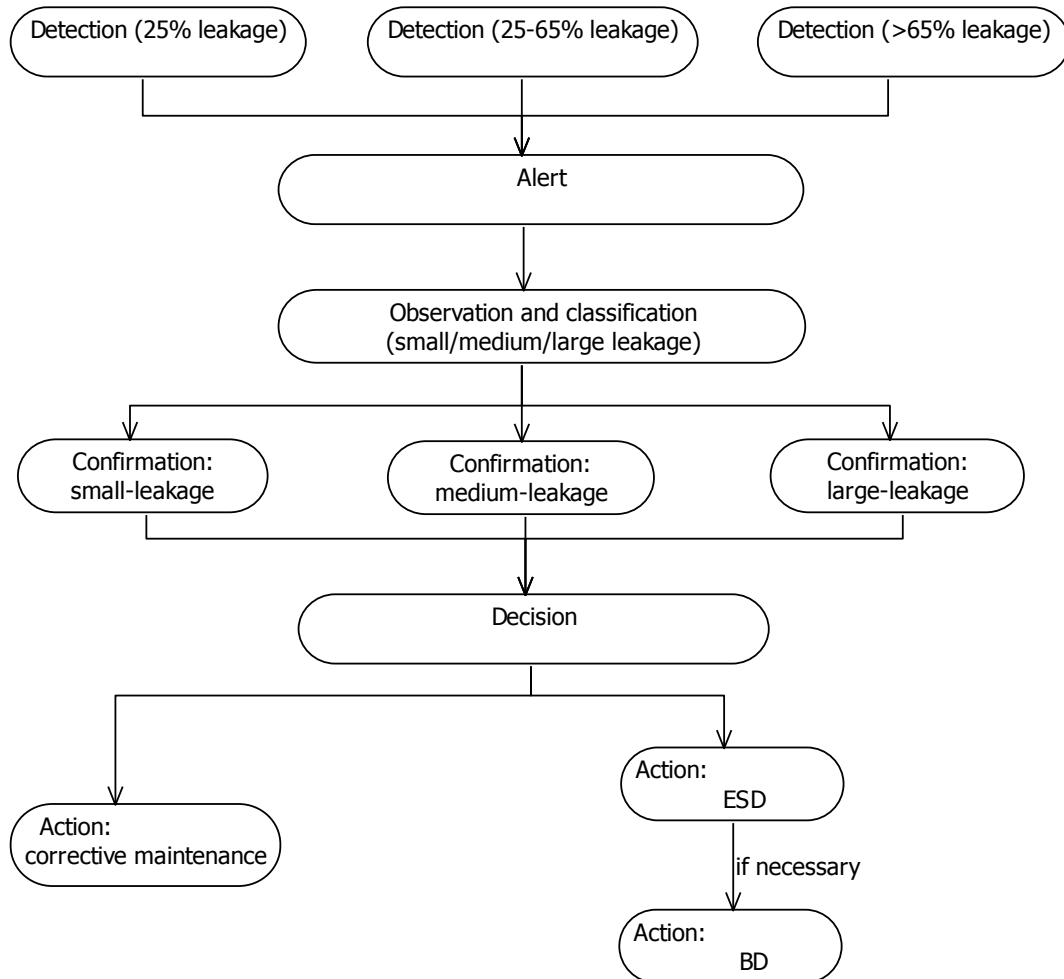 Detection (25% leakage)
Detection (25-65% leakage)
Detection (>65% leakage)
Alert
Observation and classification
(small/medium/large leakage)
Confirmation:
small-leakage
Confirmation:
medium-leakage
Confirmation:
large-leakage
Decision
Action:
corrective maintenance
Action:
ESD
if necessary
Action:
BD